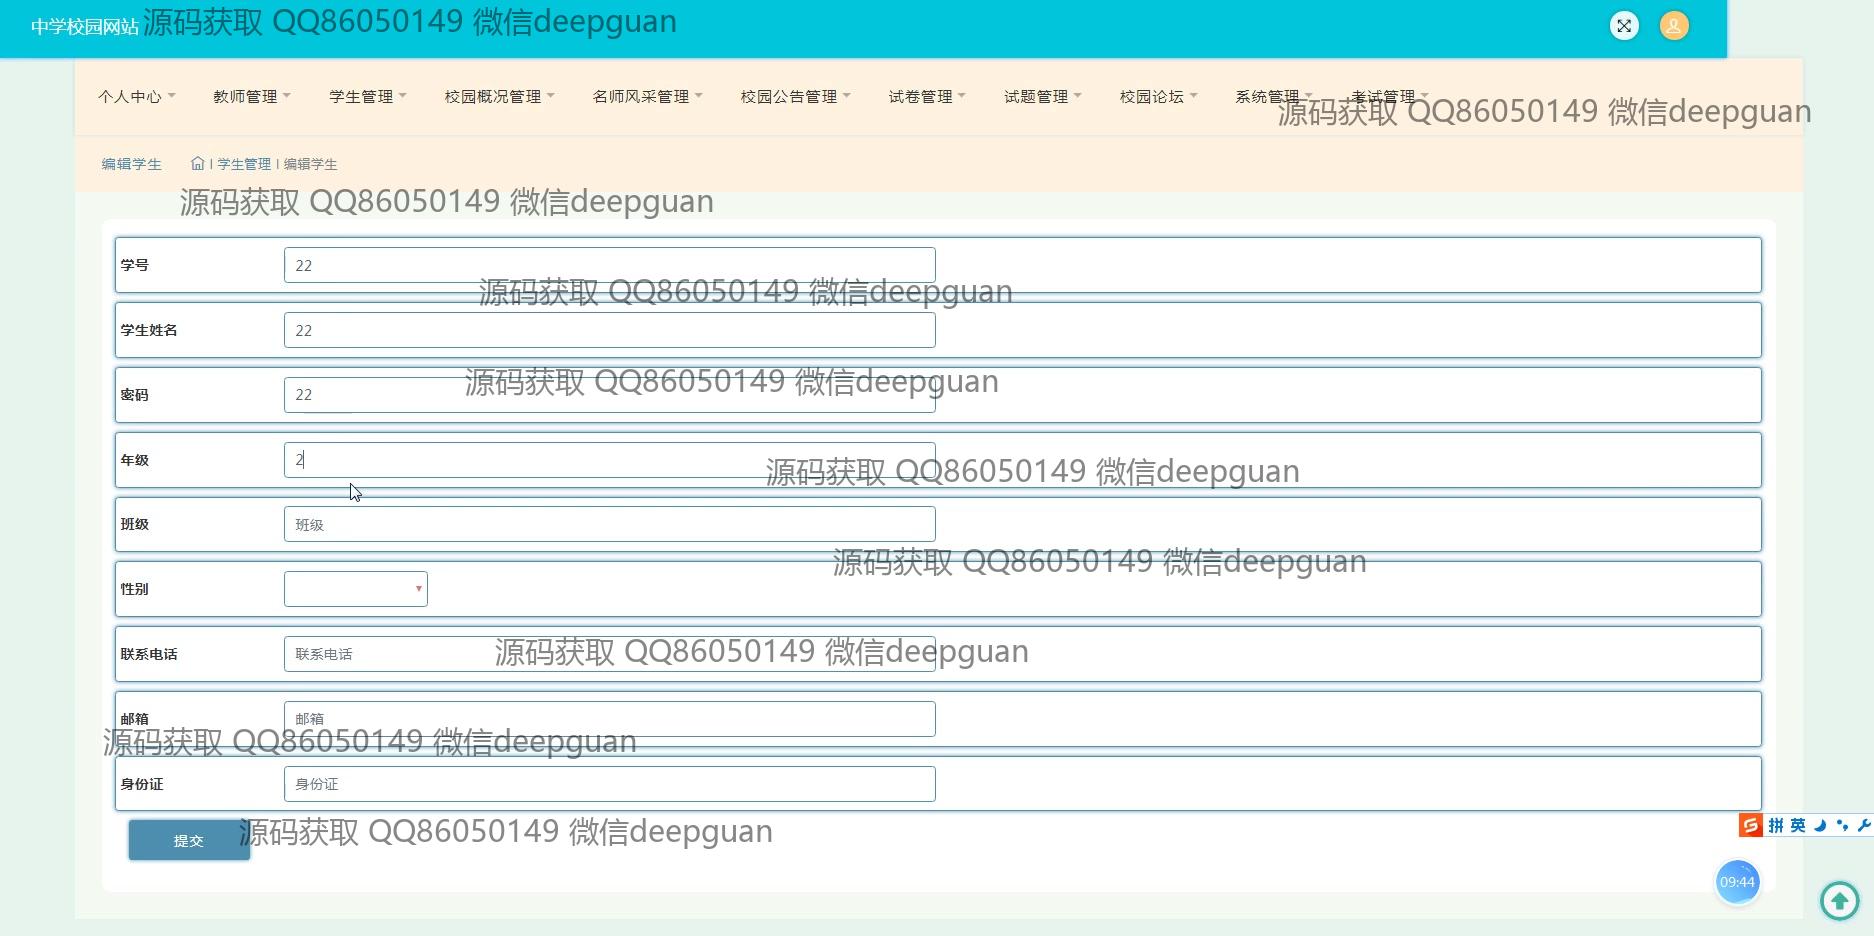 中学校园网站
源码获取 QQ86050149 微信deepguan
个人中心 教师管理 学生管理 校园概况管理 名师风采管理 校园公告管理 试卷管理 试题管理 校园论坛 系统管理 考试管理
源码获取 QQ86050149 微信deepguan
编辑学生 | 学生管理 | 编辑学生
源码获取 QQ86050149 微信deepguan
学号 22
源码获取 QQ86050149 微信deepguan
学生姓名 22
源码获取 QQ86050149 微信deepguan
密码 22
年级 2
源码获取 QQ86050149 微信deepguan
班级 班级
源码获取 QQ86050149 微信deepguan
性别
联系电话 联系电话
源码获取 QQ86050149 微信deepguan
邮箱 邮箱
源码获取 QQ86050149 微信deepguan
身份证 身份证
拼 英
提交
源码获取 QQ86050149 微信deepguan
09:44